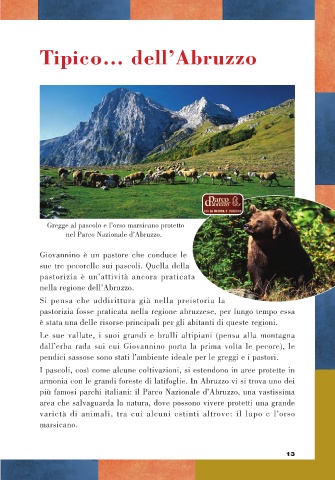 Tipico... dell'Abruzzo
Parco
Gregge al pascolo e l'orso marsicano protetto
nel Parco Nazionale d'Abruzzo.
Giovannino è un pastore che conduce le
sue tre pecorelle sui pascoli. Quella della
pastorizia è un'attività ancora praticata
nella regione dell'Abruzzo.
Si pensa che addirittura già nella preistoria la
pastorizia fosse praticata nella regione abruzzese, per lungo tempo essa
è stata una delle risorse principali per gli abitanti di queste regioni.
Le sue vallate, i suoi grandi e brulli altipiani (pensa alla montagna
dall'erba rada sui cui Giovannino porta la prima volta le pecore), le
pendici sassose sono stati l'ambiente ideale per le greggi e i pastori.
I pascoli, così come alcune coltivazioni, si estendono in aree protette in
armonia con le grandi foreste di latifoglie. In Abruzzo vi si trova uno dei
più famosi parchi italiani: il Parco Nazionale d'Abruzzo, una vastissima
area che salvaguarda la natura, dove possono vivere protetti una grande
varietà di animali, tra cui alcuni estinti altrove: il lupo e l'orso
marsicano.
13